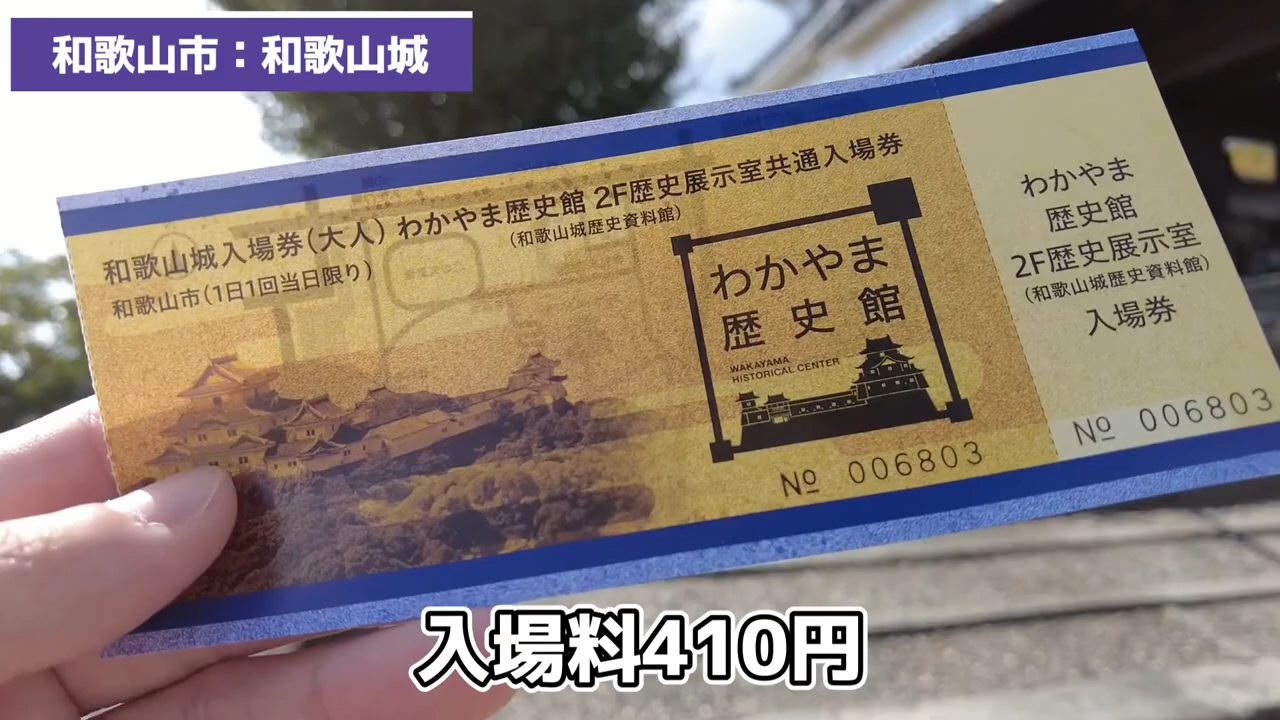 和歌山市：和歌山城
和歌山城入場券(大人) わかやま歴史館 2F歴史展示室共通入場券
和歌山市(1日1回当日限り)
(和歌山城歴史資料館)
わかやま
歴史館
WAKAYAMA
HISTORICAL CENTER
№ 006803
わかやま
歴史館
2F歴史展示室
(和歌山城歴史資料館)
入場券
№ 006803
入場料410円